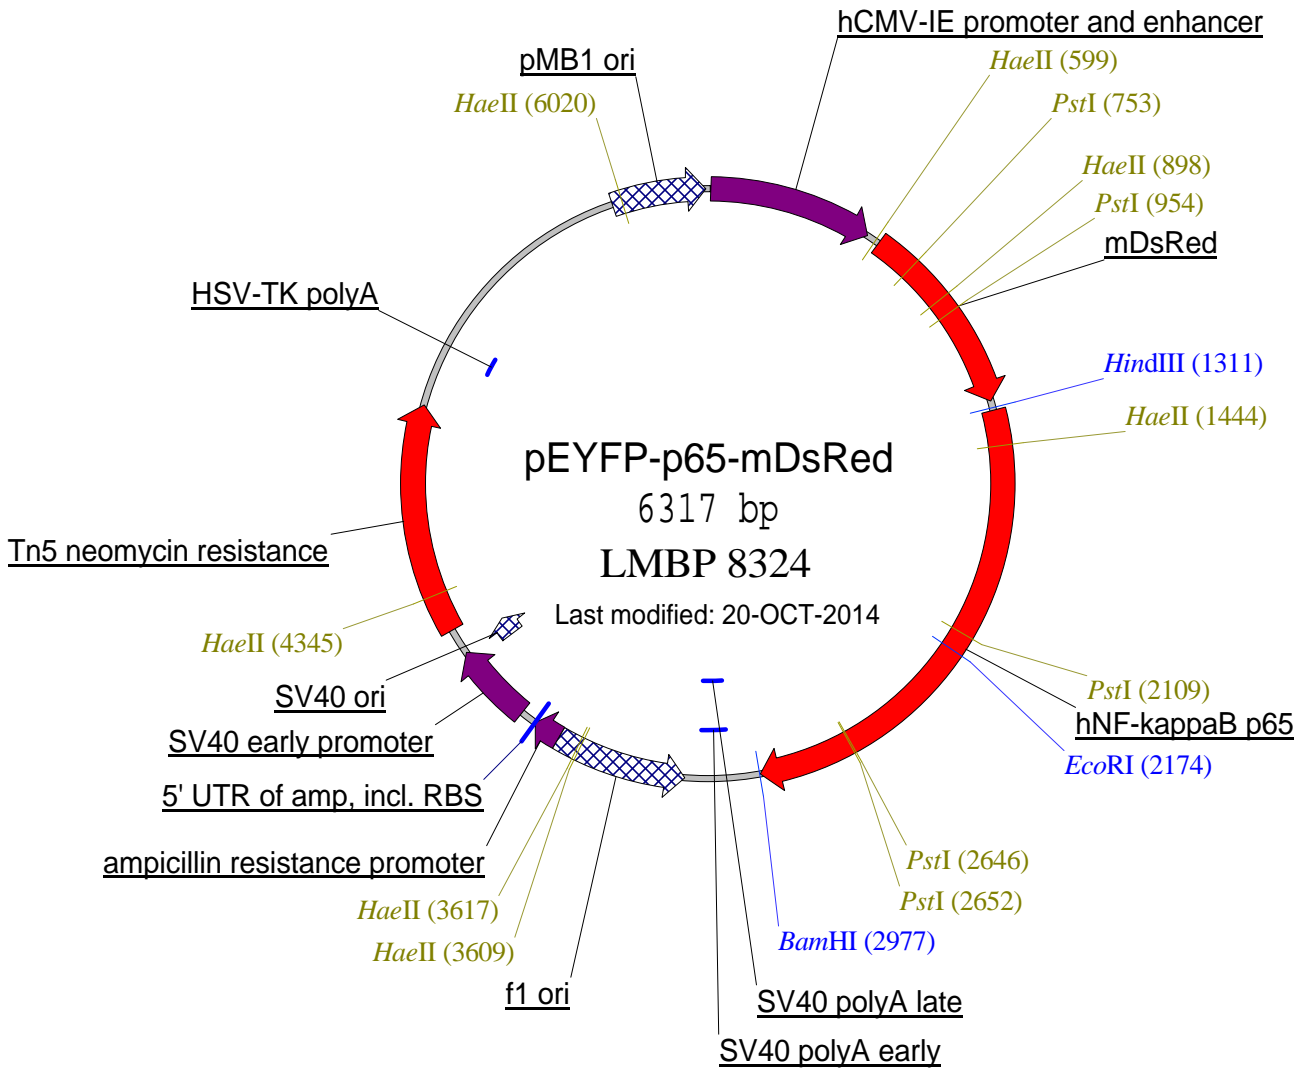 hCMV-IE promoter and enhancer
pMB1 ori
HaeII (599)
HaeII (6020)
PstI (753)
HaeII (898)
PstI (954)
mDsRed
HSV-TK polyA
HindIII (1311)
HaeII (1444)
pEYFP-p65-mDsRed
6317 bp
LMBP 8324
Last modified: 20-OCT-2014
Tn5 neomycin resistance
HaeII (4345)
SV40 ori
PstI (2109)
hNF-kappaB p65
SV40 early promoter
EcoRI (2174)
5' UTR of amp, incl. RBS
ampicillin resistance promoter
PstI (2646)
PstI (2652)
HaeII (3617)
HaeII (3609)
BamHI (2977)
f1 ori
SV40 polyA late
SV40 polyA early